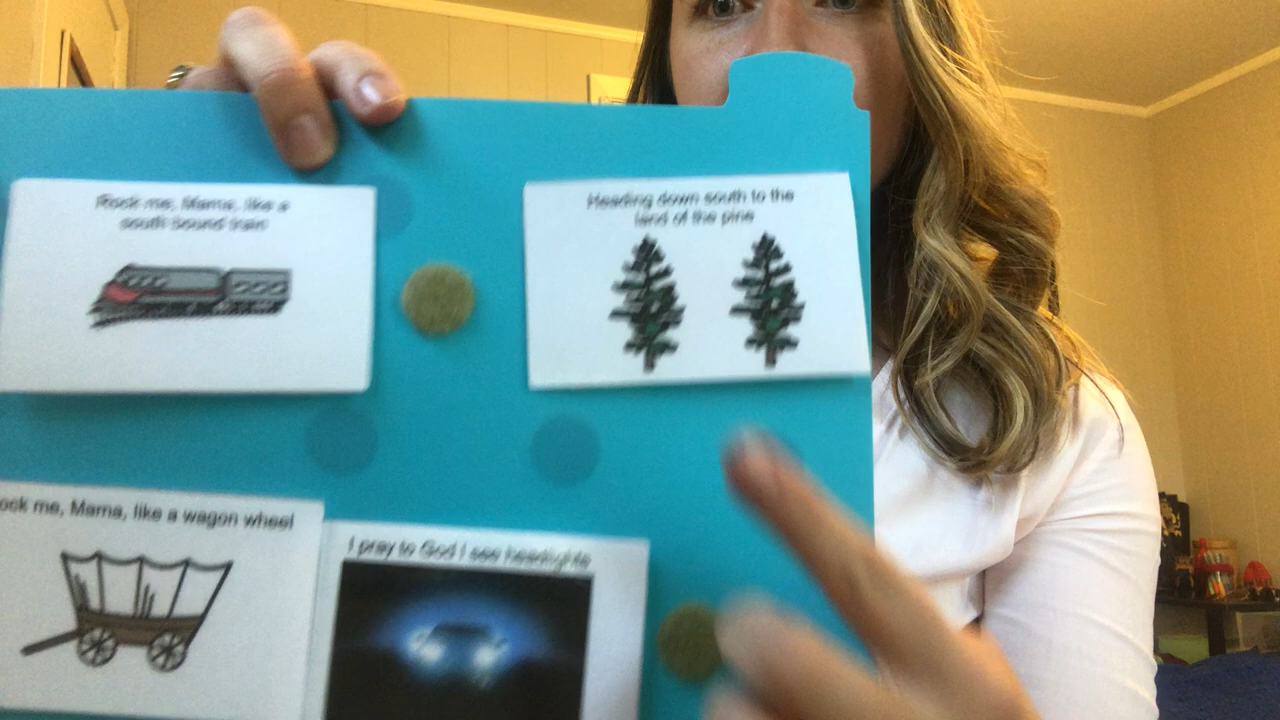 Rock me, Mama, like a
south bound train
Heading down south to the
land of the pine
ock me, Mama, like a wagon wheel
I pray to God I see headlights